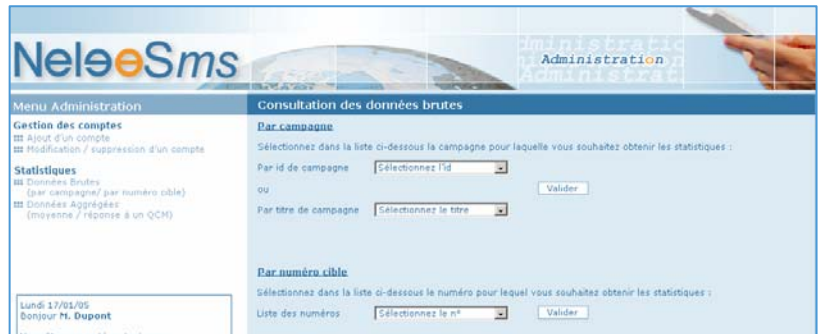 NeleeSms
Administration
Menu Administration
Gestion des comptes
Ajout d'un compte
Modification / suppression d'un compte
Statistiques
Données Brutes
(par campagne/ par numéro cible)
Données Aggrégées
(moyenne / réponse à un QCM)
Lundi 17/01/05
Bonjour M. Dupont
Consultation des données brutes
Par campagne
Sélectionnez dans la liste ci-dessous la campagne pour laquelle vous souhaitez obtenir les statistiques :
Par id de campagne Sélectionnez l'id
ou Valider
Par titre de campagne Sélectionnez le titre
Par numéro cible
Sélectionnez dans la liste ci-dessous le numéro pour lequel vous souhaitez obtenir les statistiques :
Liste des numéros Sélectionnez le n° Valider